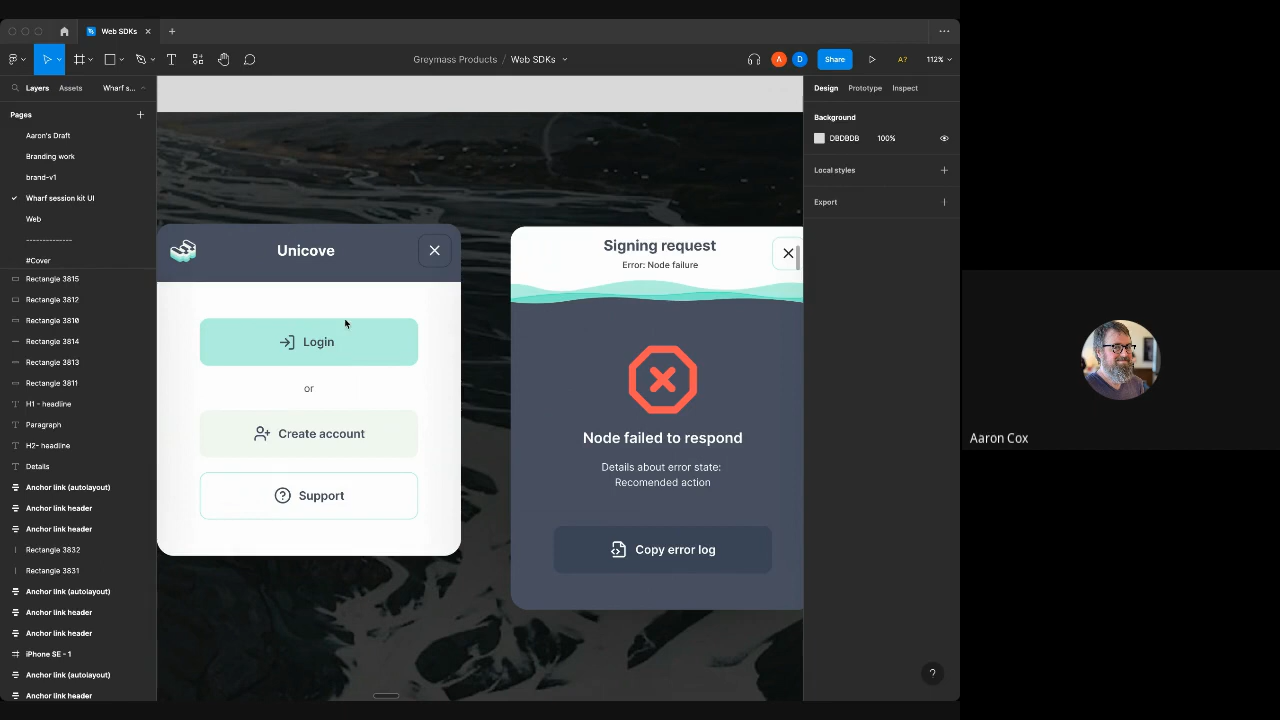 Web SDKs
Greymass Products / Web SDKs
A
D
Share
A?
112%
Layers
Assets
Wharf s...
Design
Prototype
Inspect
Pages
Aaron's Draft
Branding work
brand-v1
Wharf session kit UI
Web
--------------
#Cover
Rectangle 3815
Rectangle 3812
Rectangle 3810
Rectangle 3814
Rectangle 3813
Rectangle 3811
H1 - headline
Paragraph
H2- headline
Details
Anchor link (autolayout)
Anchor link header
Anchor link header
Rectangle 3832
Rectangle 3831
Anchor link (autolayout)
Anchor link header
Anchor link header
iPhone SE - 1
Anchor link (autolayout)
Anchor link header
Unicove
Login
or
Create account
Support
Signing request
Error: Node failure
Node failed to respond
Details about error state:
Recomended action
Copy error log
Background
DBDBDB 100%
Local styles
Export
?
Aaron Cox